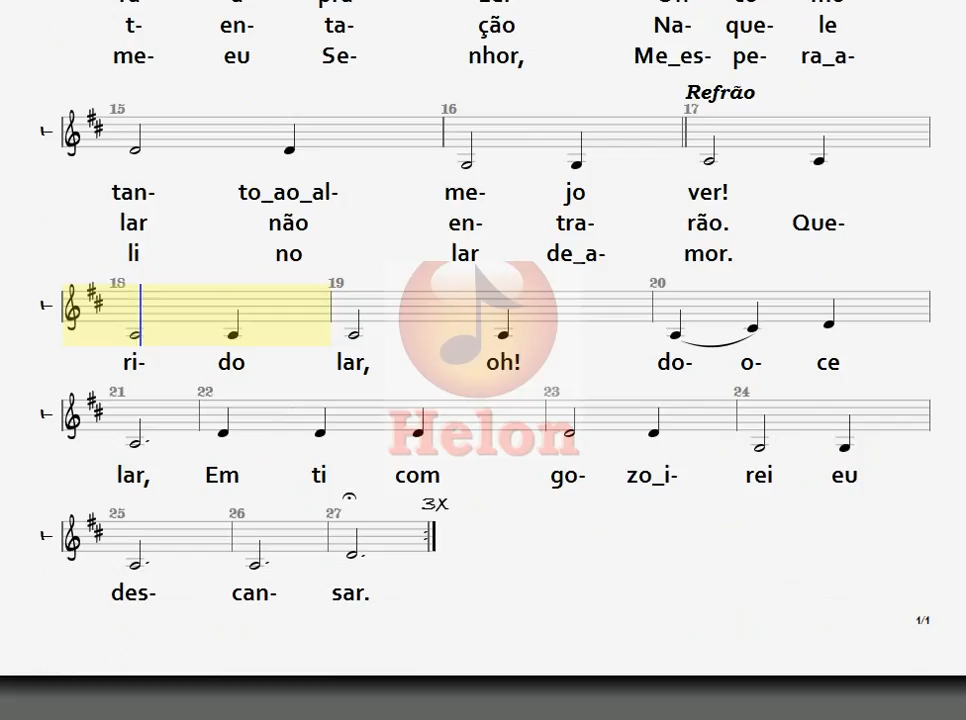 t- en- ta- ção Na- que- le
me- eu Se- nhor, Me_es- pe- ra_a-
Refrão
15 16 17
tan- to_ao_al- me- jo ver!
lar não en- tra- rão. Que-
li no lar de_a- mor.
18 19 20
ri- do lar, oh! do- o- ce
21 22 23 24
Helon
lar, Em ti com go- zo_i- rei eu
3X
25 26 27
des- can- sar.
1/1